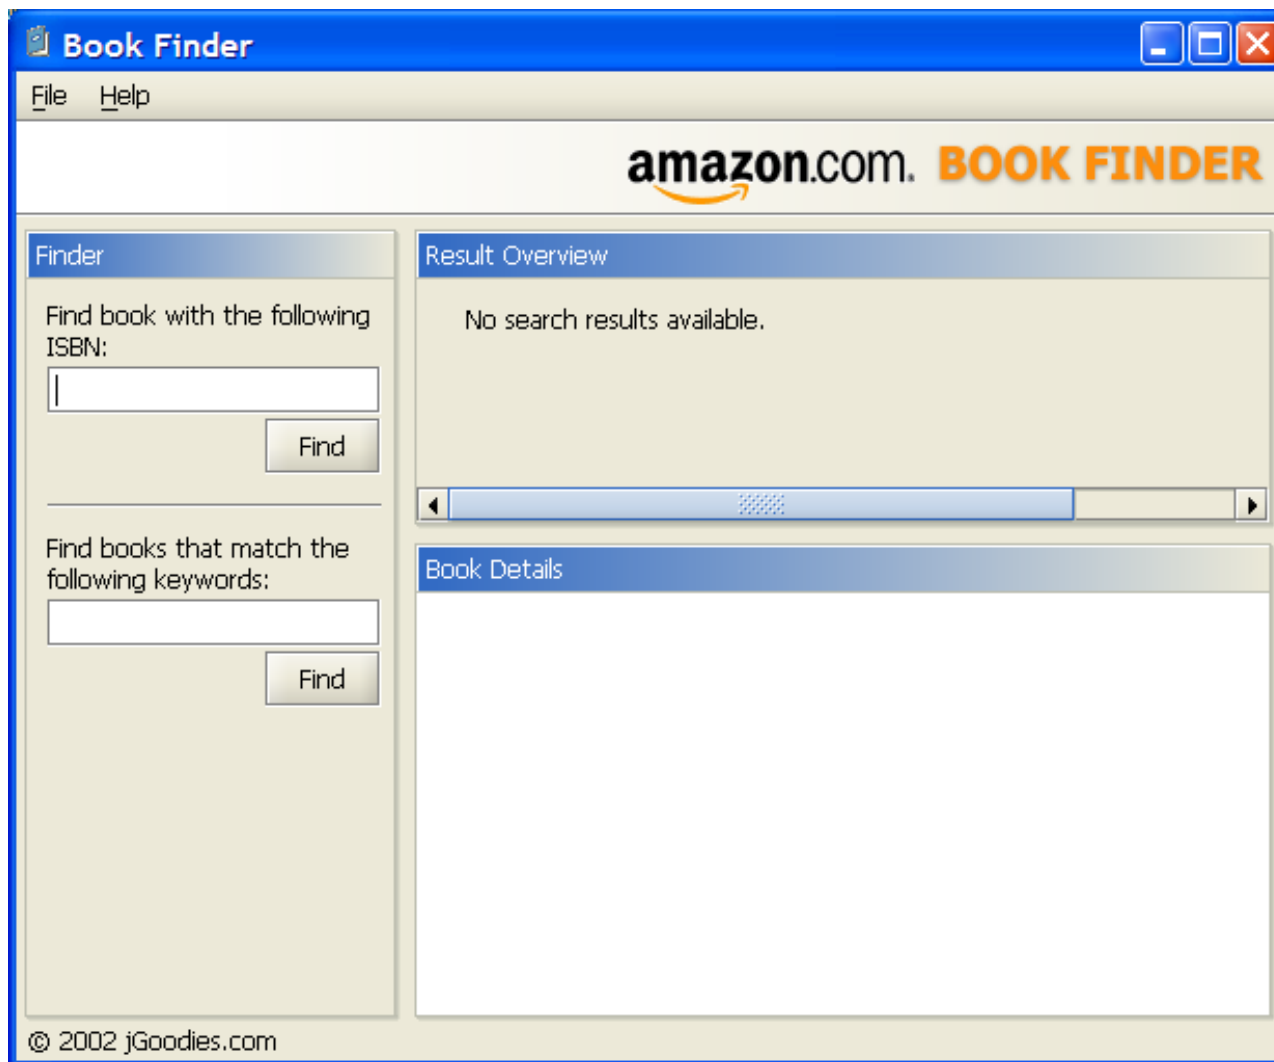 Book Finder
File Help
amazon.com. BOOK FINDER
Finder
Find book with the following
ISBN:
Find
Find books that match the
following keywords:
Find
Result Overview
No search results available.
Book Details
© 2002 jGoodies.com